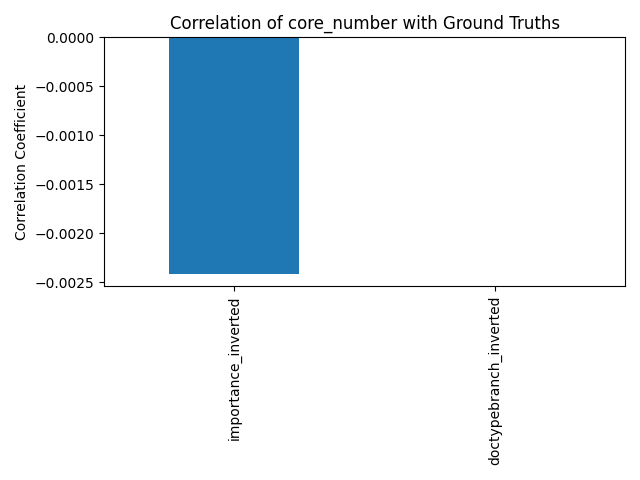 Correlation of core_number with Ground Truths
Correlation Coefficient
0.0000
−0.0005
−0.0010
−0.0015
−0.0020
−0.0025
importance_inverted
doctypebranch_inverted